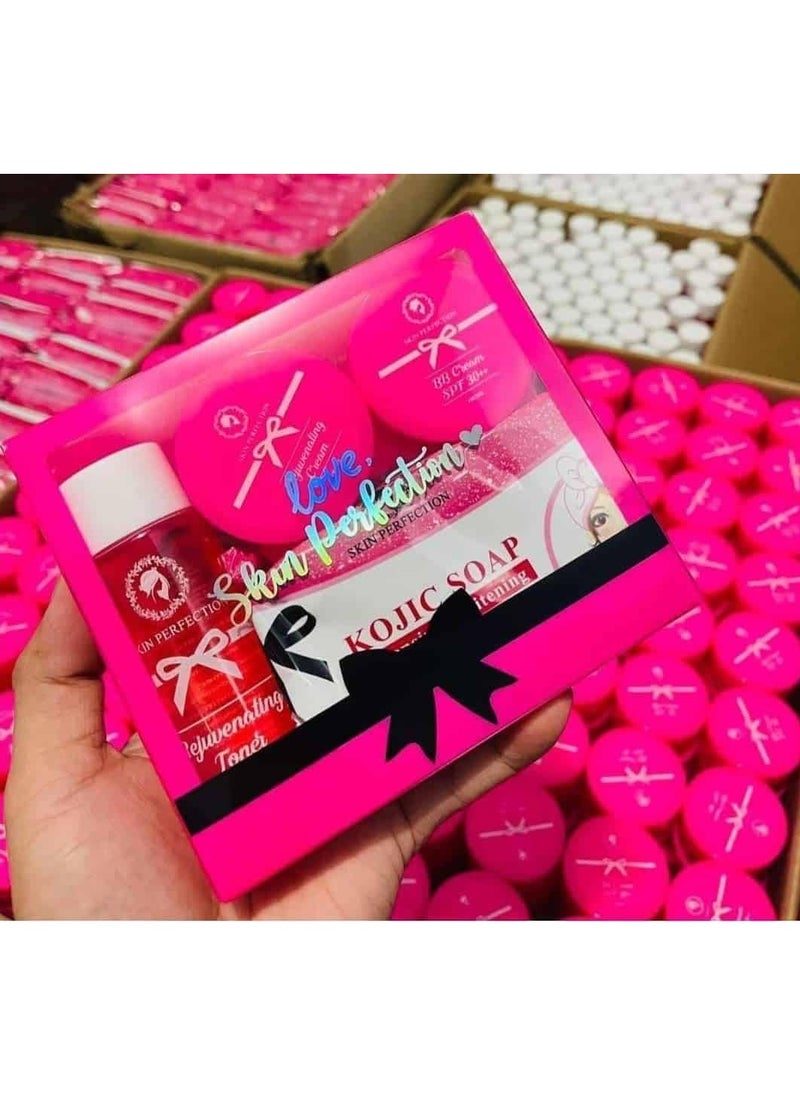 SKIN PERFECTION
BB Cream
SPF 30++
SKIN PERFECTION
Rejuvenating
Cream
love,
Skin Perfection
SKIN PERFECTION
KOJIC SOAP
SKIN PERFECTION
Rejuvenating
Toner